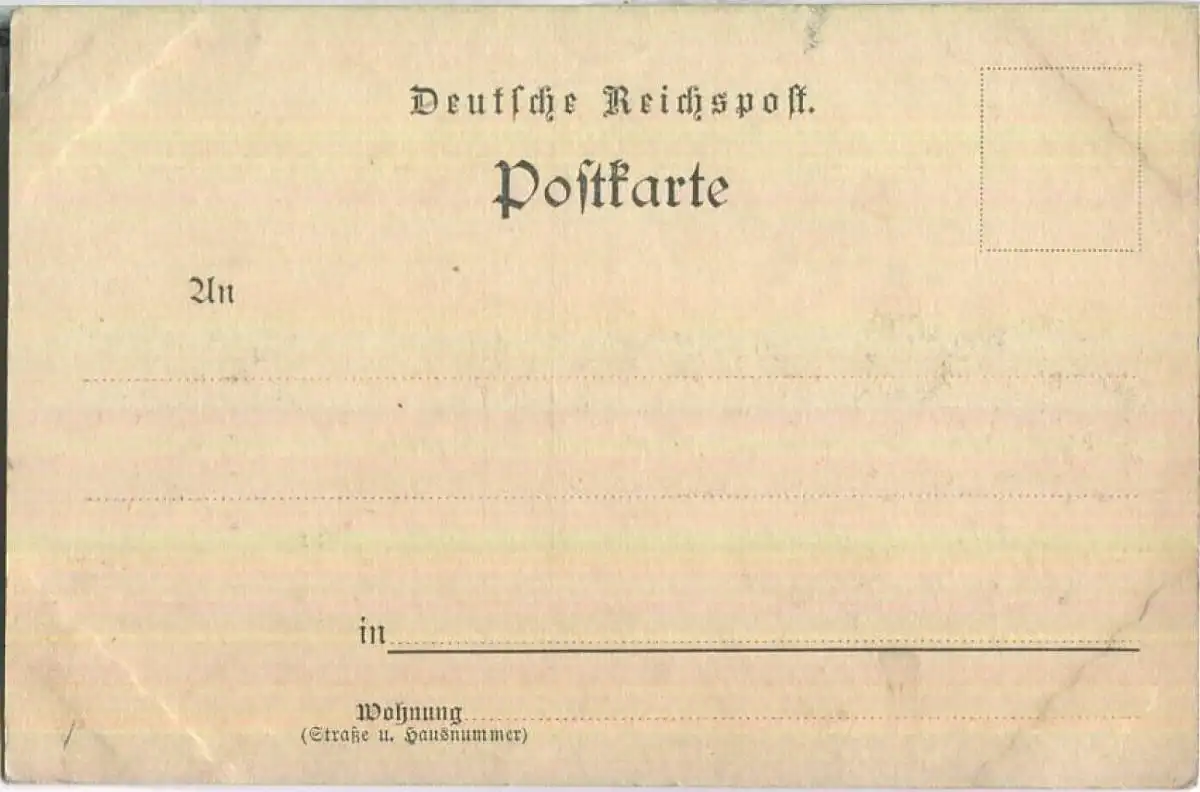 Deutsche Reichspost.
Postkarte
An
in
Wohnung
(Straße u. Hausnummer)